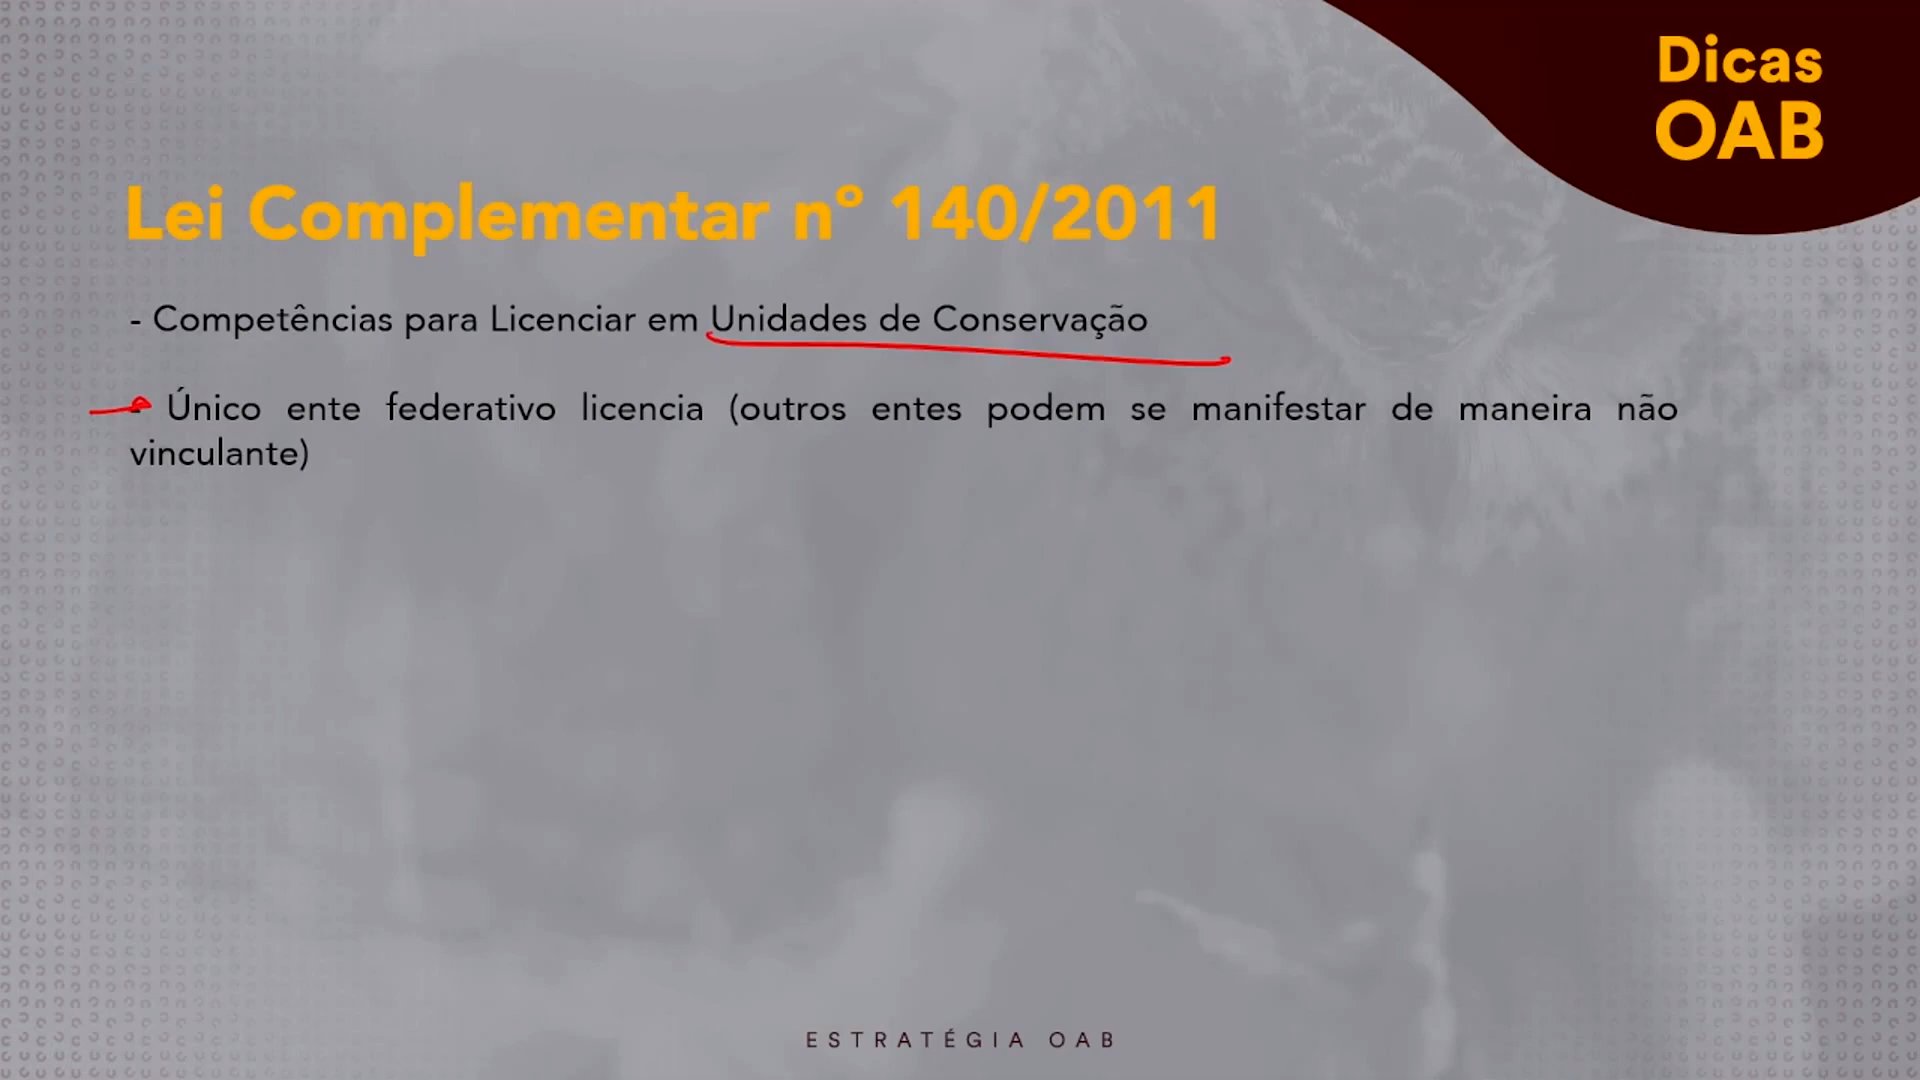 Dicas
OAB
Lei Complementar nº 140/2011
- Competências para Licenciar em Unidades de Conservação
- Único ente federativo licencia (outros entes podem se manifestar de maneira não
vinculante)
ESTRATÉGIA OAB